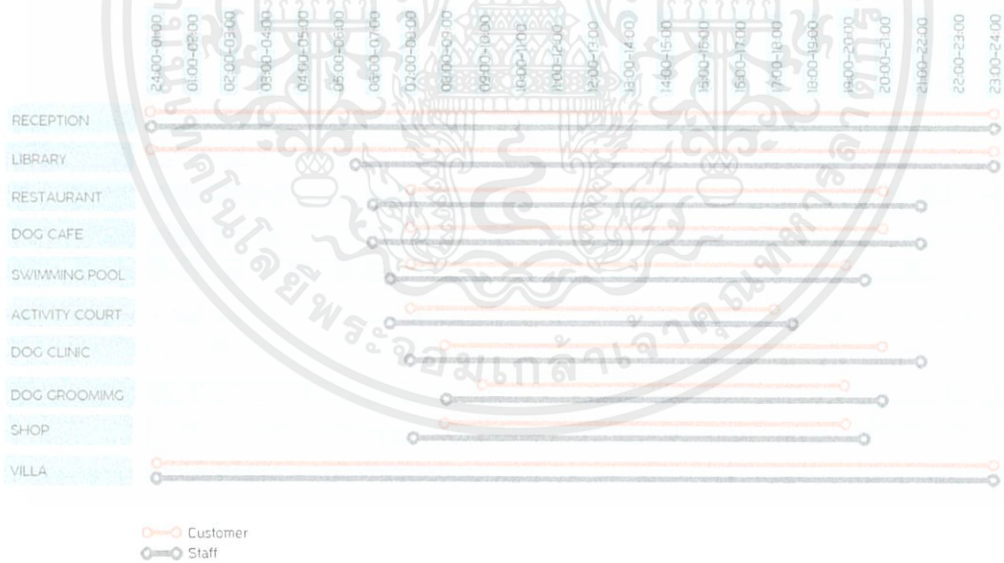 24:00-01:00 01:00-02:00 02:00-03:00 03:00-04:00 04:00-05:00 05:00-06:00 06:00-07:00 07:00-08:00 08:00-09:00 09:00-10:00 10:00-11:00 11:00-12:00 12:00-13:00 13:00-14:00 14:00-15:00 15:00-16:00 16:00-17:00 17:00-18:00 18:00-19:00 19:00-20:00 20:00-21:00 21:00-22:00 22:00-23:00 23:00-24:00
RECEPTION
LIBRARY
RESTAURANT
DOG CAFE
SWIMMING POOL
ACTIVITY COURT
DOG CLINIC
DOG GROOMIMG
SHOP
VILLA
Customer
Staff